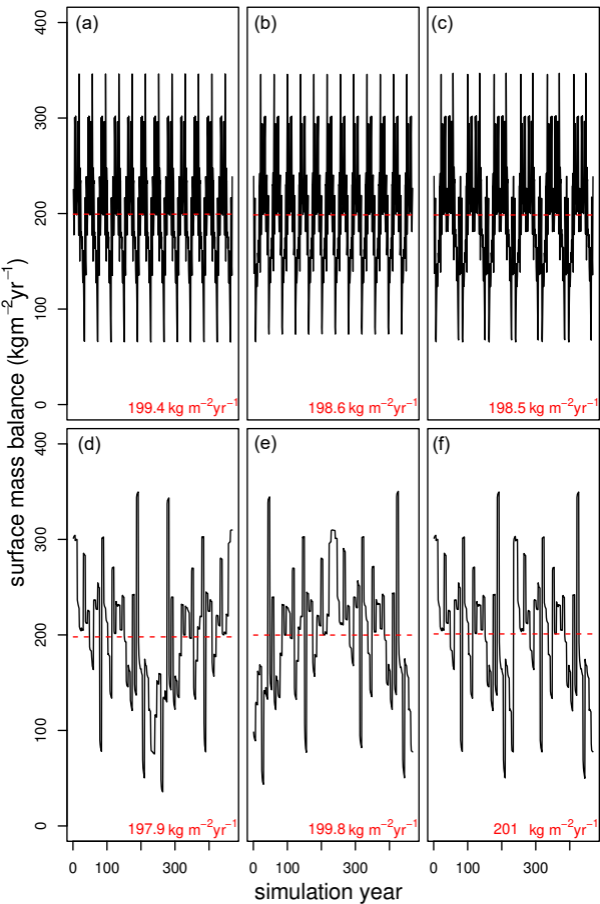 (a)
(b)
(c)
400
300
200
100
0
199.4 kg m−2yr−1
198.6 kg m−2yr−1
198.5 kg m−2yr−1
surface mass balance (kgm−2yr−1)
(d)
(e)
(f)
400
300
200
100
0
197.9 kg m−2yr−1
199.8 kg m−2yr−1
201 kg m−2yr−1
0 100 300
0 100 300
0 100 300
simulation year